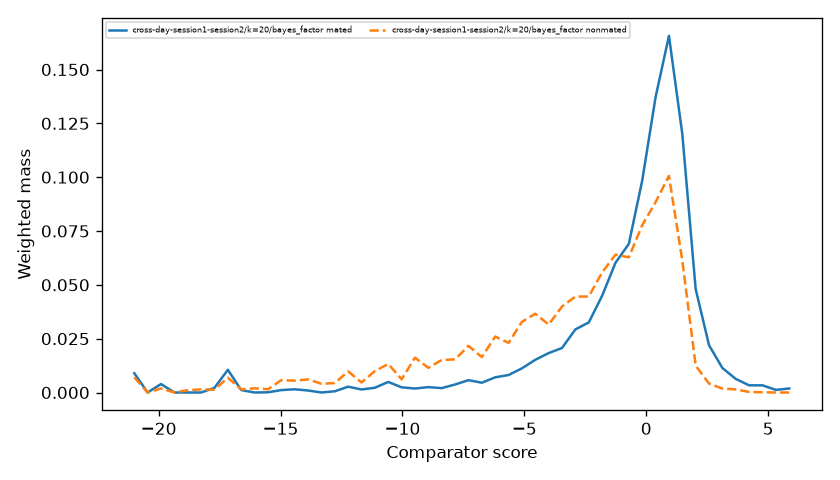 cross-day-session1-session2/k=20/bayes_factor mated
cross-day-session1-session2/k=20/bayes_factor nonmated
0.150
0.125
0.100
0.075
0.050
0.025
0.000
Weighted mass
−20 −15 −10 −5 0 5
Comparator score